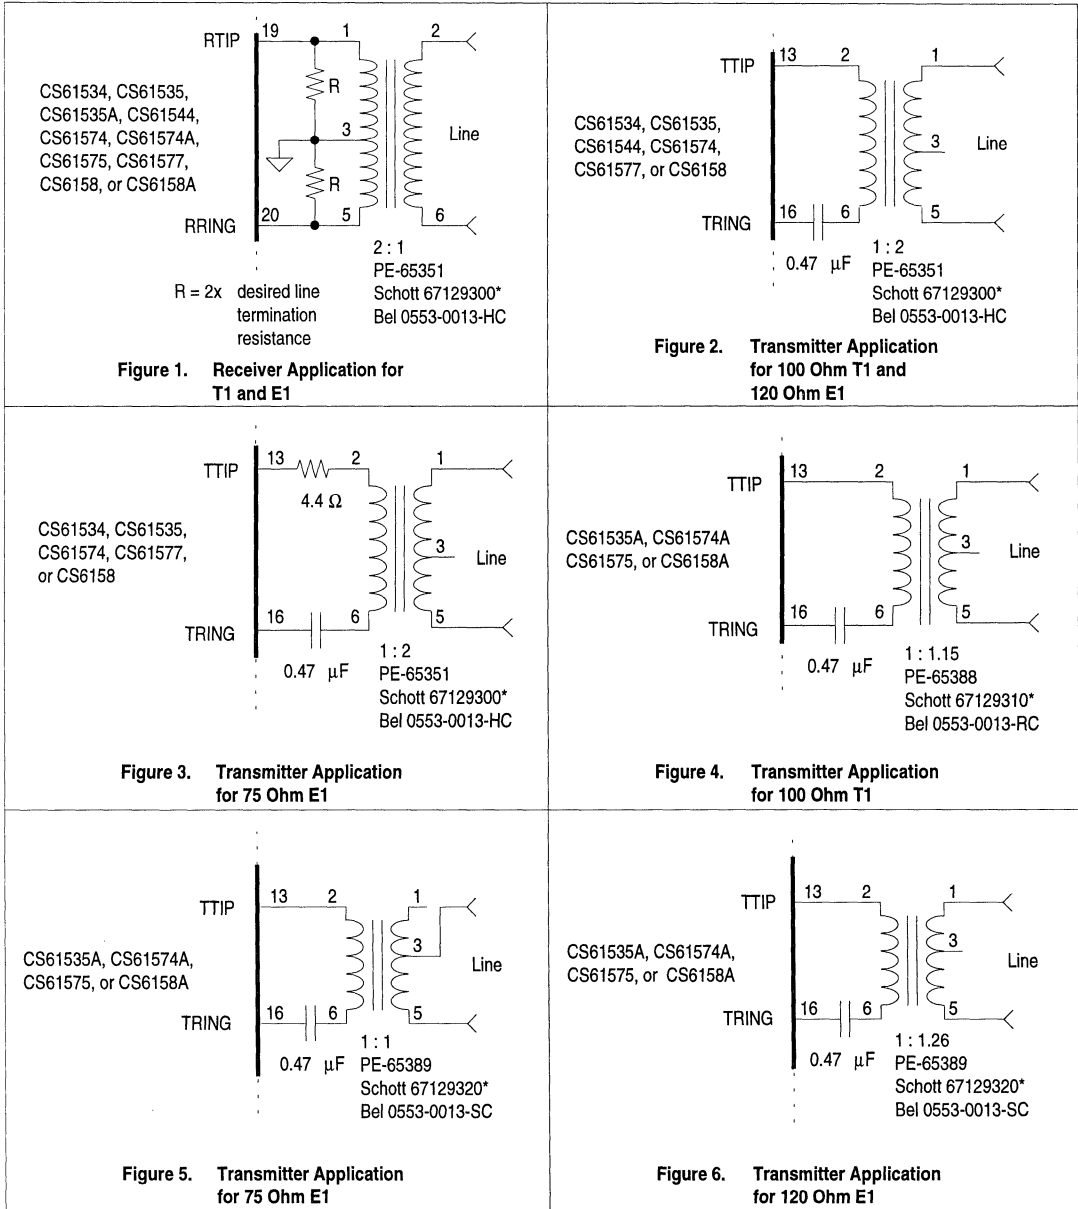 RTIP
19
1
2
CS61534, CS61535,
CS61535A, CS61544,
CS61574, CS61574A,
CS61575, CS61577,
CS6158, or CS6158A
R
3
R
Line
RRING
20
5
6
2 : 1
PE-65351
Schott 67129300*
Bel 0553-0013-HC
R = 2x desired line
termination
resistance
Figure 1. Receiver Application for
T1 and E1
TTIP
13
2
1
CS61534, CS61535,
CS61544, CS61574,
CS61577, or CS6158
3
Line
TRING
16
6
5
0.47 μF
1 : 2
PE-65351
Schott 67129300*
Bel 0553-0013-HC
Figure 2. Transmitter Application
for 100 Ohm T1 and
120 Ohm E1
TTIP
13
2
1
4.4 Ω
CS61534, CS61535,
CS61574, CS61577,
or CS6158
3
Line
TRING
16
6
5
0.47 μF
1 : 2
PE-65351
Schott 67129300*
Bel 0553-0013-HC
Figure 3. Transmitter Application
for 75 Ohm E1
TTIP
13
2
1
CS61535A, CS61574A
CS61575, or CS6158A
3
Line
TRING
16
6
5
0.47 μF
1 : 1.15
PE-65388
Schott 67129310*
Bel 0553-0013-RC
Figure 4. Transmitter Application
for 100 Ohm T1
TTIP
13
2
1
CS61535A, CS61574A,
CS61575, or CS6158A
3
Line
TRING
16
6
5
0.47 μF
1 : 1
PE-65389
Schott 67129320*
Bel 0553-0013-SC
Figure 5. Transmitter Application
for 75 Ohm E1
TTIP
13
2
1
CS61535A, CS61574A,
CS61575, or CS6158A
3
Line
TRING
16
6
5
0.47 μF
1 : 1.26
PE-65389
Schott 67129320*
Bel 0553-0013-SC
Figure 6. Transmitter Application
for 120 Ohm E1